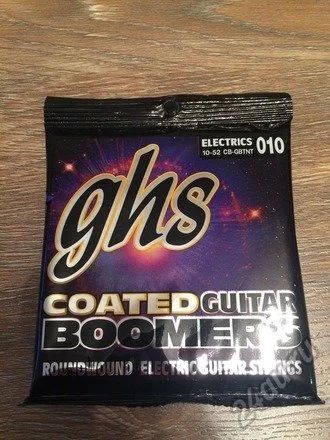 ELECTRICS 010
10-52 CB-GBTNT
ghs
COATED GUITAR
BOOMERS
ROUNDWOUND ELECTRIC GUITAR STRINGS